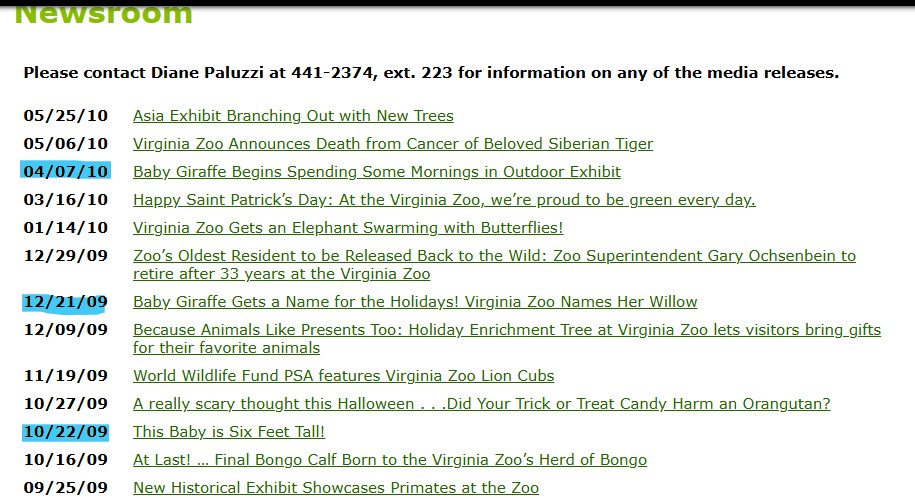 Newsroom
Please contact Diane Paluzzi at 441-2374, ext. 223 for information on any of the media releases.
05/25/10 Asia Exhibit Branching Out with New Trees
05/06/10 Virginia Zoo Announces Death from Cancer of Beloved Siberian Tiger
04/07/10 Baby Giraffe Begins Spending Some Mornings in Outdoor Exhibit
03/16/10 Happy Saint Patrick’s Day: At the Virginia Zoo, we’re proud to be green every day.
01/14/10 Virginia Zoo Gets an Elephant Swarming with Butterflies!
12/29/09 Zoo’s Oldest Resident to be Released Back to the Wild: Zoo Superintendent Gary Ochsenbein to
retire after 33 years at the Virginia Zoo
12/21/09 Baby Giraffe Gets a Name for the Holidays! Virginia Zoo Names Her Willow
12/09/09 Because Animals Like Presents Too: Holiday Enrichment Tree at Virginia Zoo lets visitors bring gifts
for their favorite animals
11/19/09 World Wildlife Fund PSA features Virginia Zoo Lion Cubs
10/27/09 A really scary thought this Halloween . . .Did Your Trick or Treat Candy Harm an Orangutan?
10/22/09 This Baby is Six Feet Tall!
10/16/09 At Last! … Final Bongo Calf Born to the Virginia Zoo’s Herd of Bongo
09/25/09 New Historical Exhibit Showcases Primates at the Zoo